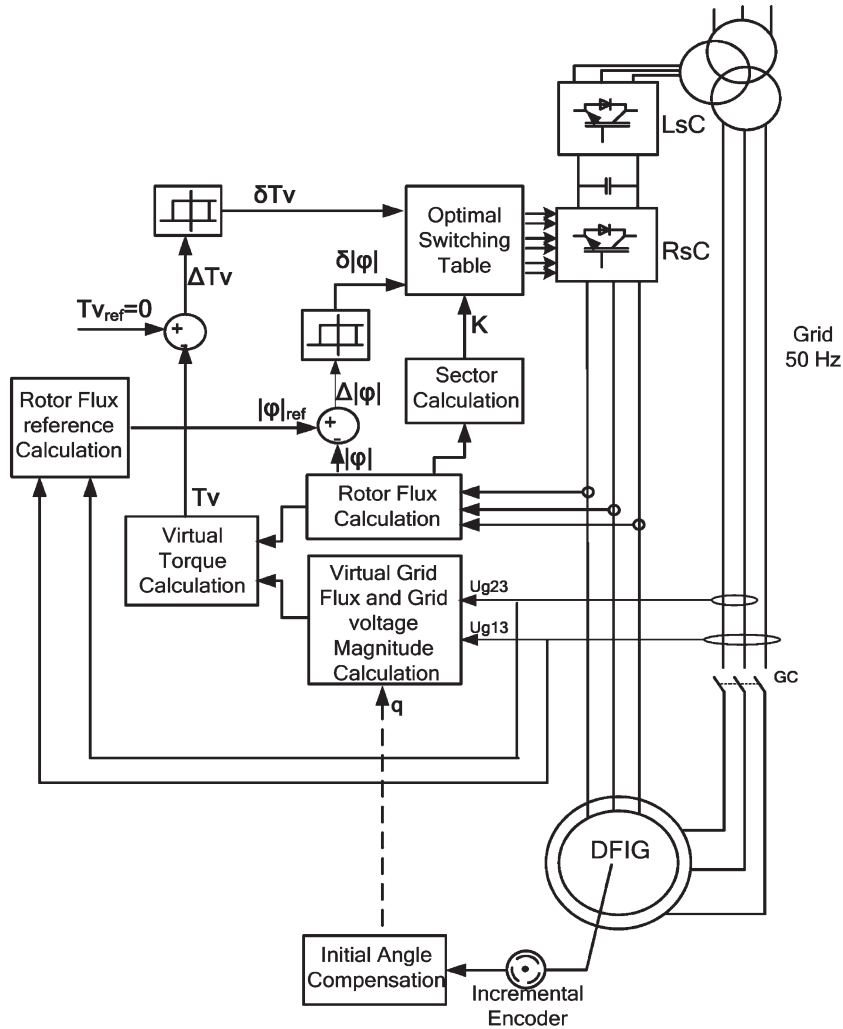 LsC
δTv
Optimal
Switching
Table
RsC
ΔTv
δ|φ|
Tvref=0
+
-
K
Grid
50 Hz
Sector
Calculation
Rotor Flux
reference
Calculation
|φ|ref
Δ|φ|
+
-
|φ|
Tv
Rotor Flux
Calculation
Virtual
Torque
Calculation
Virtual Grid
Flux and Grid
voltage
Magnitude
Calculation
Ug23
Ug13
GC
q
DFIG
Initial Angle
Compensation
Incremental
Encoder